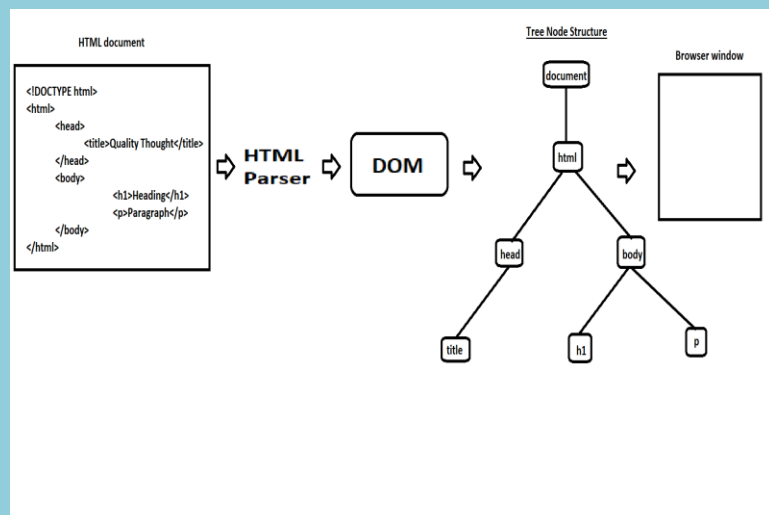 HTML document
<!DOCTYPE html>
<html>
<head>
<title>Quality Thought</title>
</head>
<body>
<h1>Heading</h1>
<p>Paragraph</p>
</body>
</html>
HTML
Parser
DOM
Tree Node Structure
document
html
head
body
title
h1
p
Browser window